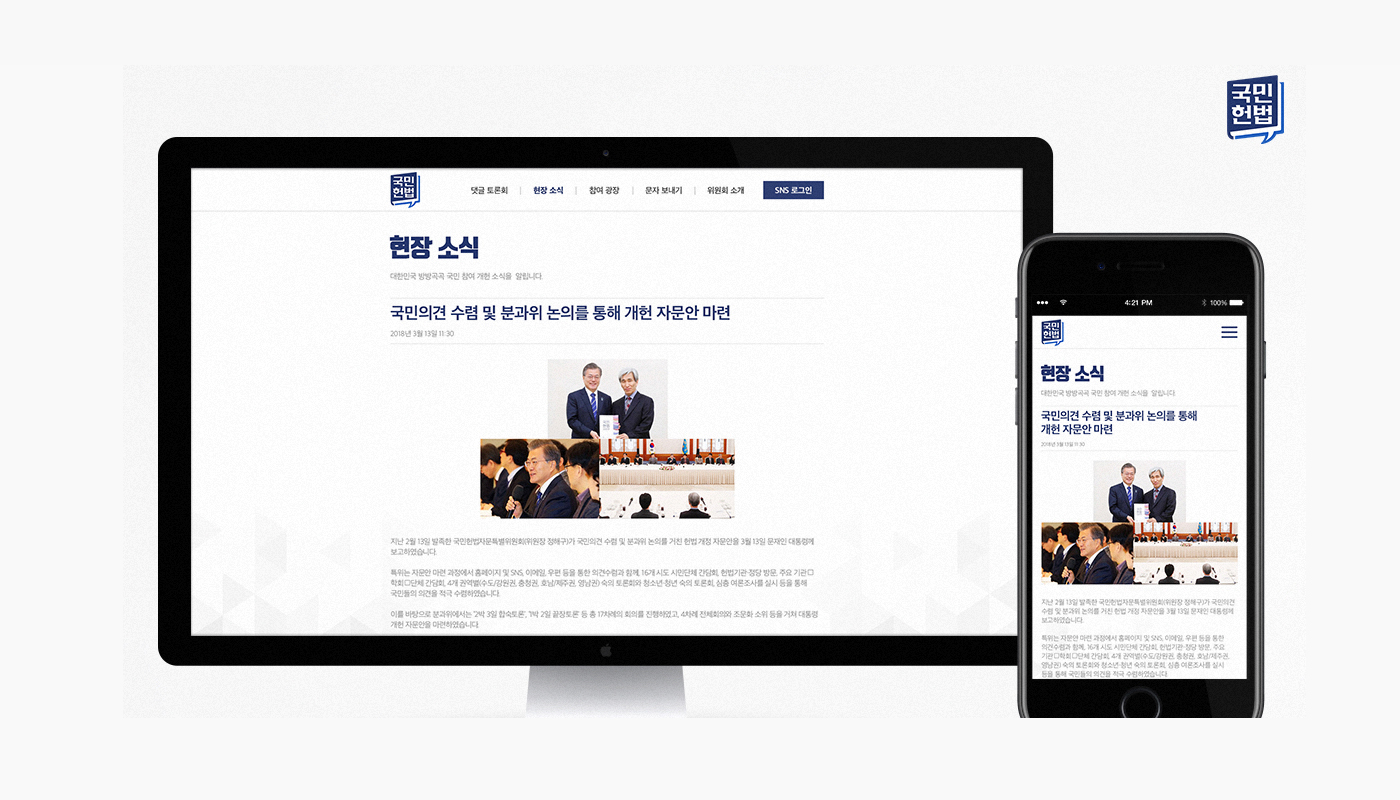 국민
헌법
국민
헌법
댓글 토론회 | 현장 소식 | 참여 광장 | 문자 보내기 | 위원회 소개
SNS 로그인
현장 소식
대한민국 방방곡곡 국민 참여 개헌 소식을 알립니다.
국민의견 수렴 및 분과위 논의를 통해 개헌 자문안 마련
2018년 3월 13일 11:30
지난 2월 13일 발족한 국민헌법자문특별위원회(위원장 정해구)가 국민의견 수렴 및 분과위 논의를 거친 헌법 개정 자문안을 3월 13일 문재인 대통령께
보고하였습니다.
특위는 자문안 마련 과정에서 홈페이지 및 SNS, 이메일, 우편 등을 통한 의견수렴과 함께, 16개 시도 시민단체 간담회, 헌법기관·정당 방문, 주요 기관□
학회□단체 간담회, 4개 권역별(수도/강원권, 충청권, 호남/제주권, 영남권) 숙의 토론회와 청소년·청년 숙의 토론회, 심층 여론조사를 실시 등을 통해
국민들의 의견을 적극 수렴하였습니다.
이를 바탕으로 분과위에서는 '2박 3일 합숙토론', '1박 2일 끝장토론' 등 총 17차례의 회의를 진행하였고, 4차례 전체회의와 조문화 소위 등을 거쳐 대통령
개헌 자문안을 마련하였습니다.
4:21 PM
100%
국민
헌법
현장 소식
대한민국 방방곡곡 국민 참여 개헌 소식을 알립니다.
국민의견 수렴 및 분과위 논의를 통해
개헌 자문안 마련
2018년 3월 13일 11:30
지난 2월 13일 발족한 국민헌법자문특별위원회(위원장 정해구)가 국민의견
수렴 및 분과위 논의를 거친 헌법 개정 자문안을 3월 13일 문재인 대통령께
보고하였습니다.
특위는 자문안 마련 과정에서 홈페이지 및 SNS, 이메일, 우편 등을 통한
의견수렴과 함께, 16개 시도 시민단체 간담회, 헌법기관·정당 방문, 주요
기관□학회□단체 간담회, 4개 권역별(수도/강원권, 충청권, 호남/제주권,
영남권) 숙의 토론회와 청소년·청년 숙의 토론회, 심층 여론조사를 실시
등을 통해 국민들의 의견을 적극 수렴하였습니다.